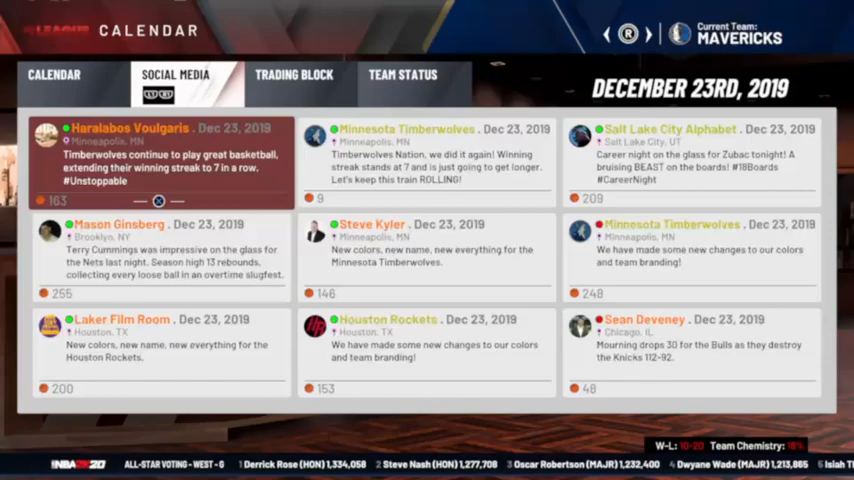 LEAGUE CALENDAR
R
Current Team:
MAVERICKS
CALENDAR
SOCIAL MEDIA
TRADING BLOCK
TEAM STATUS
DECEMBER 23RD, 2019
Haralabos Voulgaris . Dec 23, 2019
Minneapolis, MN
Timberwolves continue to play great basketball,
extending their winning streak to 7 in a row.
#Unstoppable
163
Minnesota Timberwolves . Dec 23, 2019
Minneapolis, MN
Timberwolves Nation, we did it again! Winning
streak stands at 7 and is just going to get longer.
Let's keep this train ROLLING!
9
Salt Lake City Alphabet . Dec 23, 2019
Salt Lake City, UT
Career night on the glass for Zubac tonight! A
bruising BEAST on the boards! #18Boards
#CareerNight
209
Mason Ginsberg . Dec 23, 2019
Brooklyn, NY
Terry Cummings was impressive on the glass for
the Nets last night. Season high 13 rebounds,
collecting every loose ball in an overtime slugfest.
255
Steve Kyler . Dec 23, 2019
Minneapolis, MN
New colors, new name, new everything for the
Minnesota Timberwolves.
146
Minnesota Timberwolves . Dec 23, 2019
Minneapolis, MN
We have made some new changes to our colors
and team branding!
248
Laker Film Room . Dec 23, 2019
Houston, TX
New colors, new name, new everything for the
Houston Rockets.
200
Houston Rockets . Dec 23, 2019
Houston, TX
We have made some new changes to our colors
and team branding!
153
Sean Deveney . Dec 23, 2019
Chicago, IL
Mourning drops 30 for the Bulls as they destroy
the Knicks 112-92.
48
W-L: 10-20 Team Chemistry: 18%
NBA2K20 ALL-STAR VOTING - WEST - G 1 Derrick Rose (HON) 1,334,058 2 Steve Nash (HON) 1,277,708 3 Oscar Robertson (MAJR) 1,232,400 4 Dwyane Wade (MAJR) 1,213,865 5 Isiah